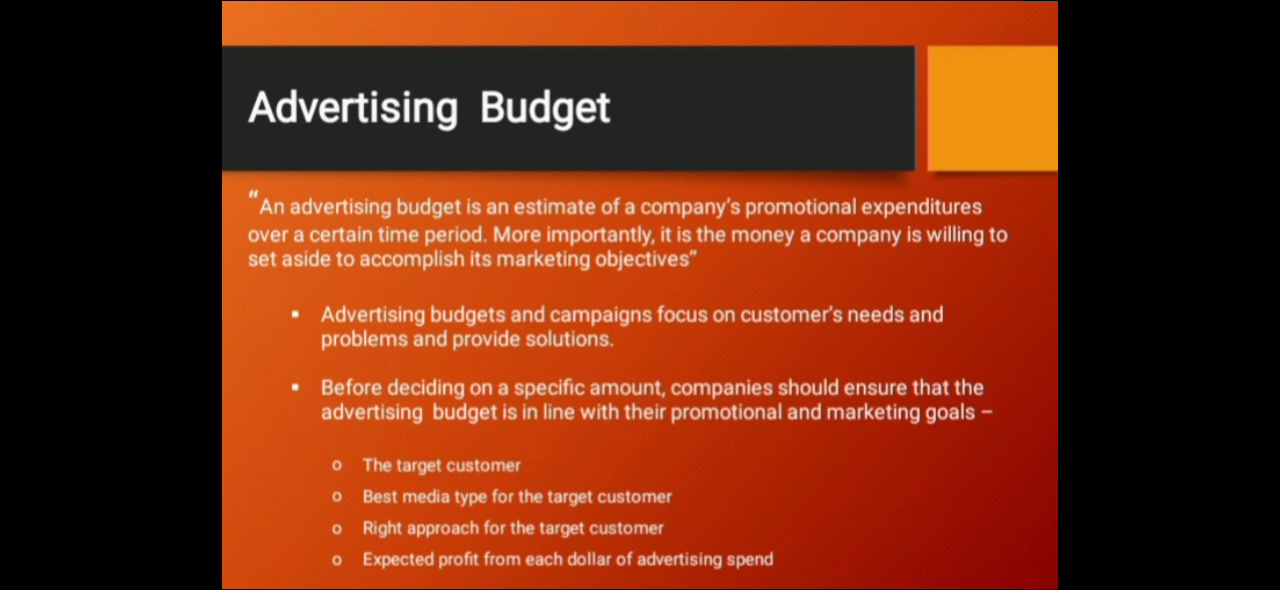 Advertising  Budget
“An advertising budget is an estimate of a company’s promotional expenditures
over a certain time period. More importantly, it is the money a company is willing to
set aside to accomplish its marketing objectives”
▪ Advertising budgets and campaigns focus on customer’s needs and
problems and provide solutions.
▪ Before deciding on a specific amount, companies should ensure that the
advertising  budget is in line with their promotional and marketing goals –
o The target customer
o Best media type for the target customer
o Right approach for the target customer
o Expected profit from each dollar of advertising spend